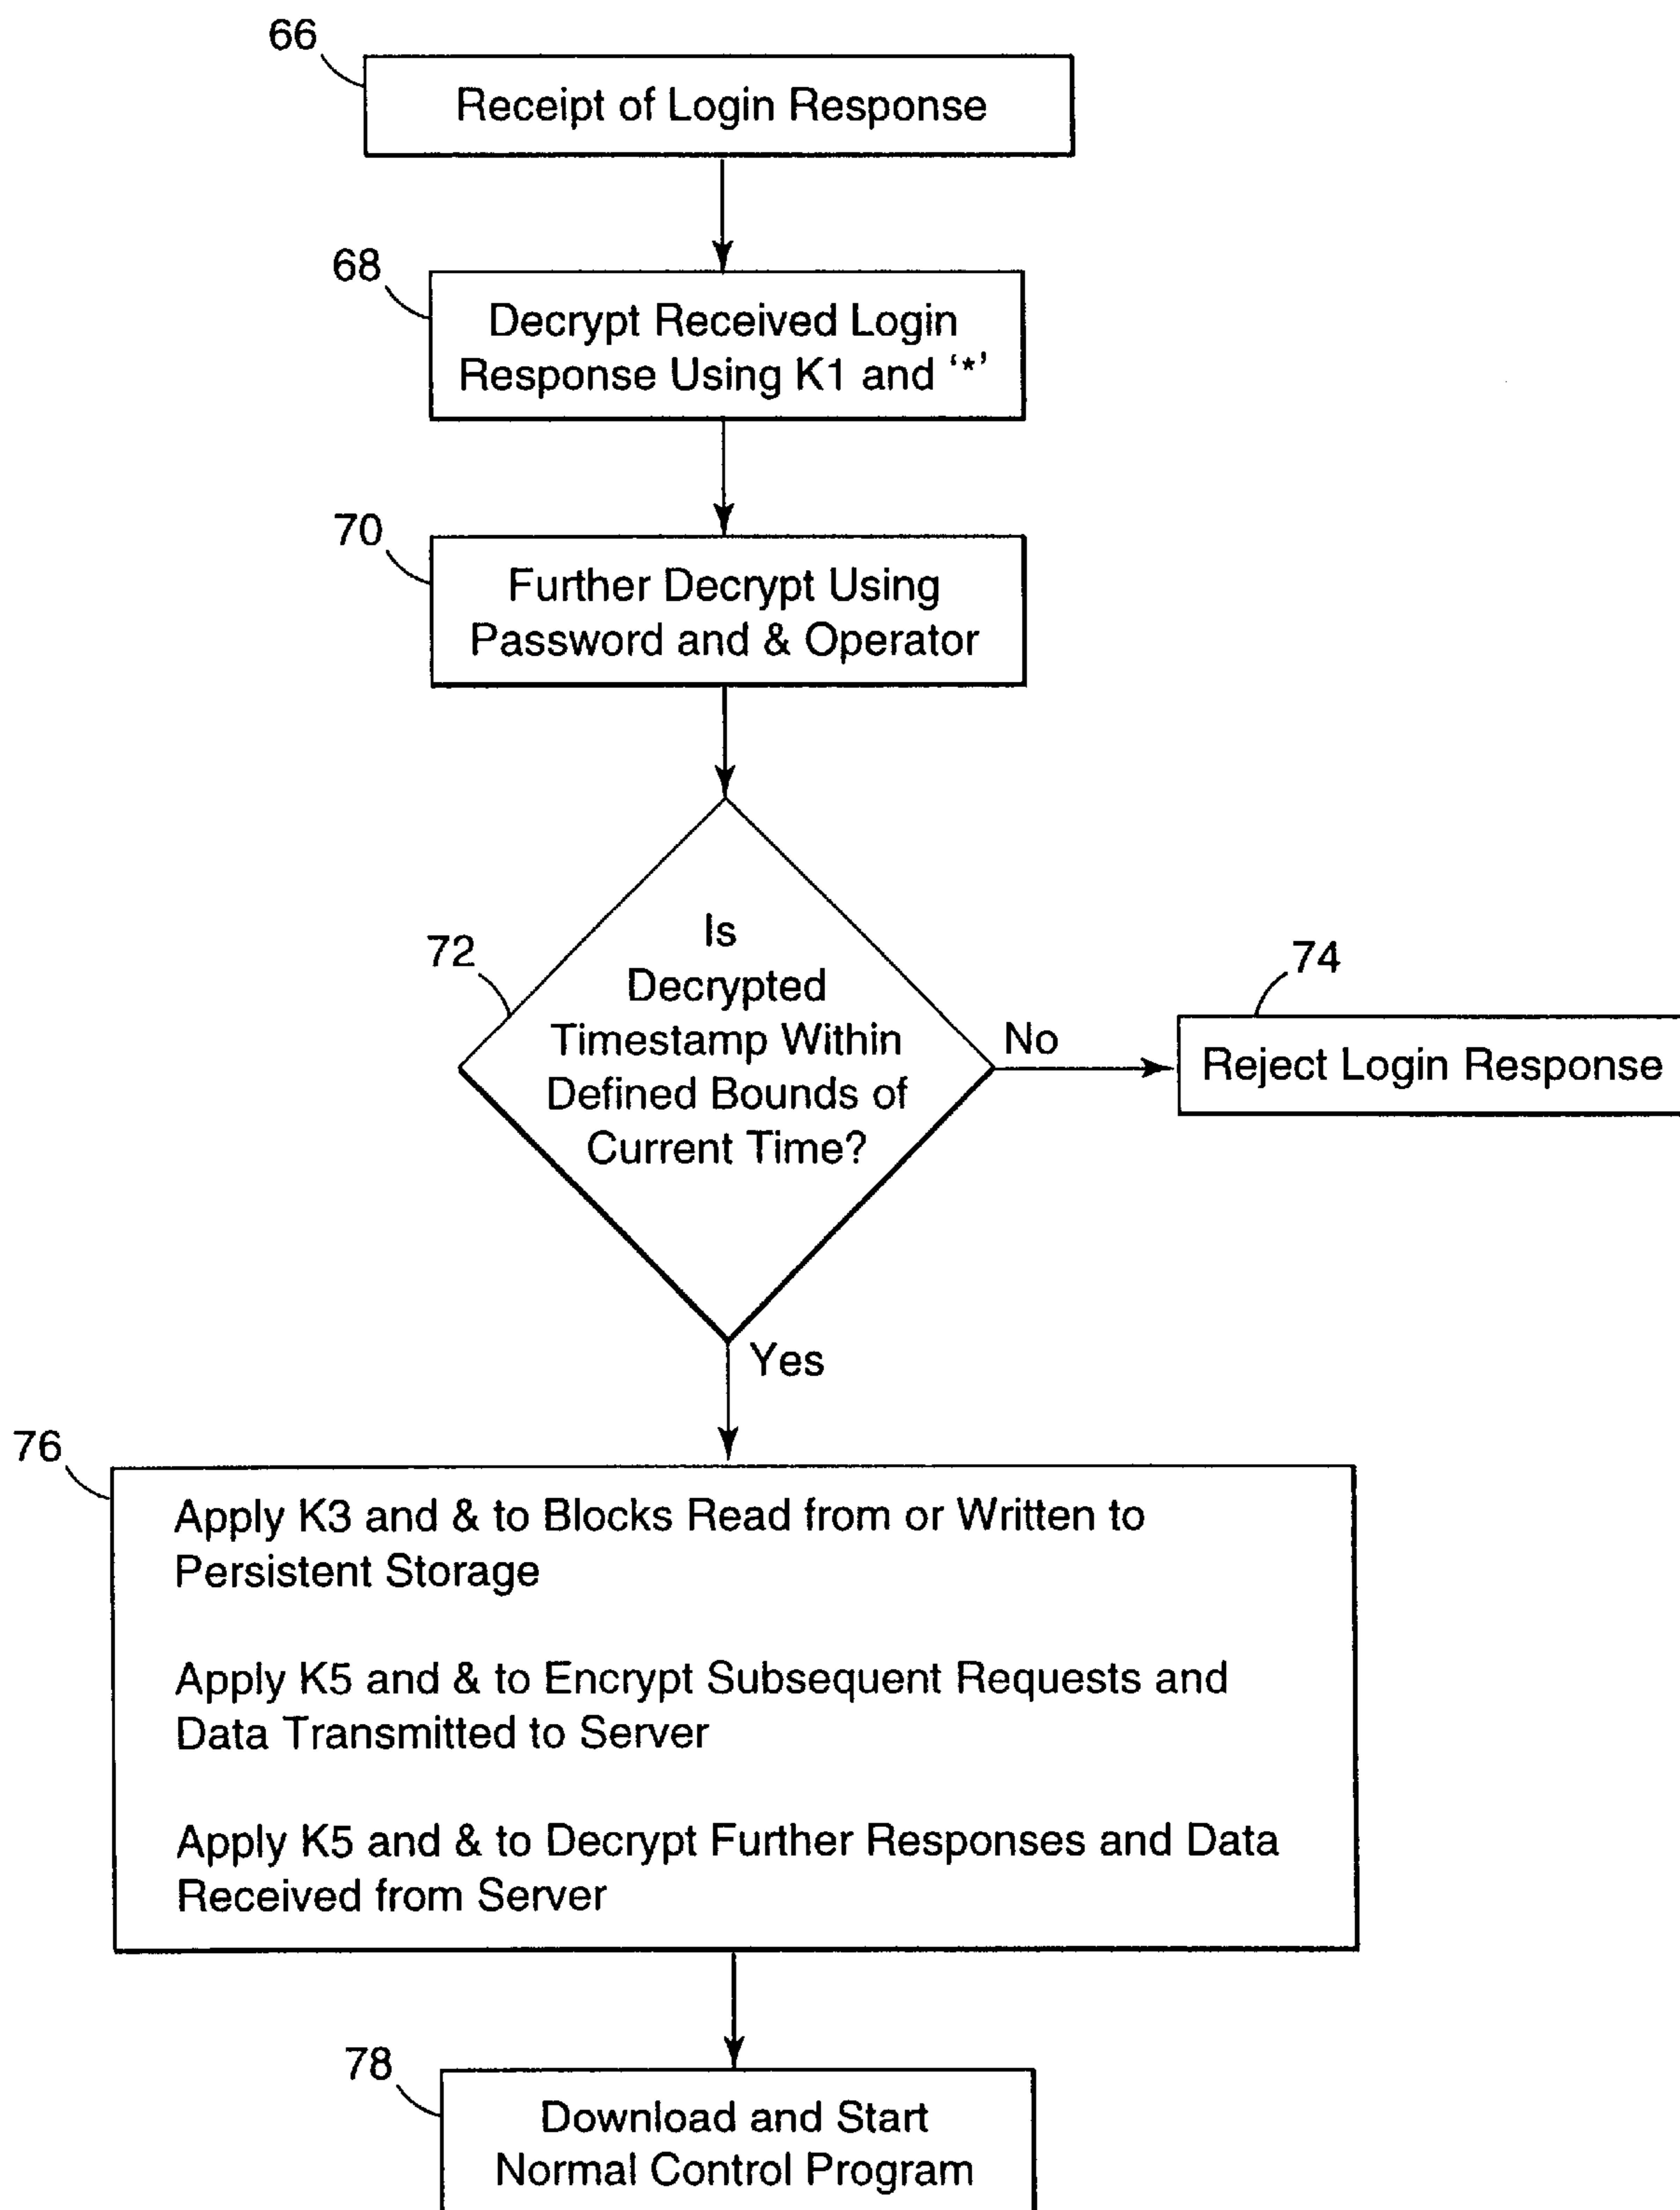 66
Receipt of Login Response
68
Decrypt Received Login
Response Using K1 and ‘*’
70
Further Decrypt Using
Password and & Operator
72
Is
Decrypted
Timestamp Within
Defined Bounds of
Current Time?
No
74
Reject Login Response
Yes
76
Apply K3 and & to Blocks Read from or Written to
Persistent Storage
Apply K5 and & to Encrypt Subsequent Requests and
Data Transmitted to Server
Apply K5 and & to Decrypt Further Responses and Data
Received from Server
78
Download and Start
Normal Control Program